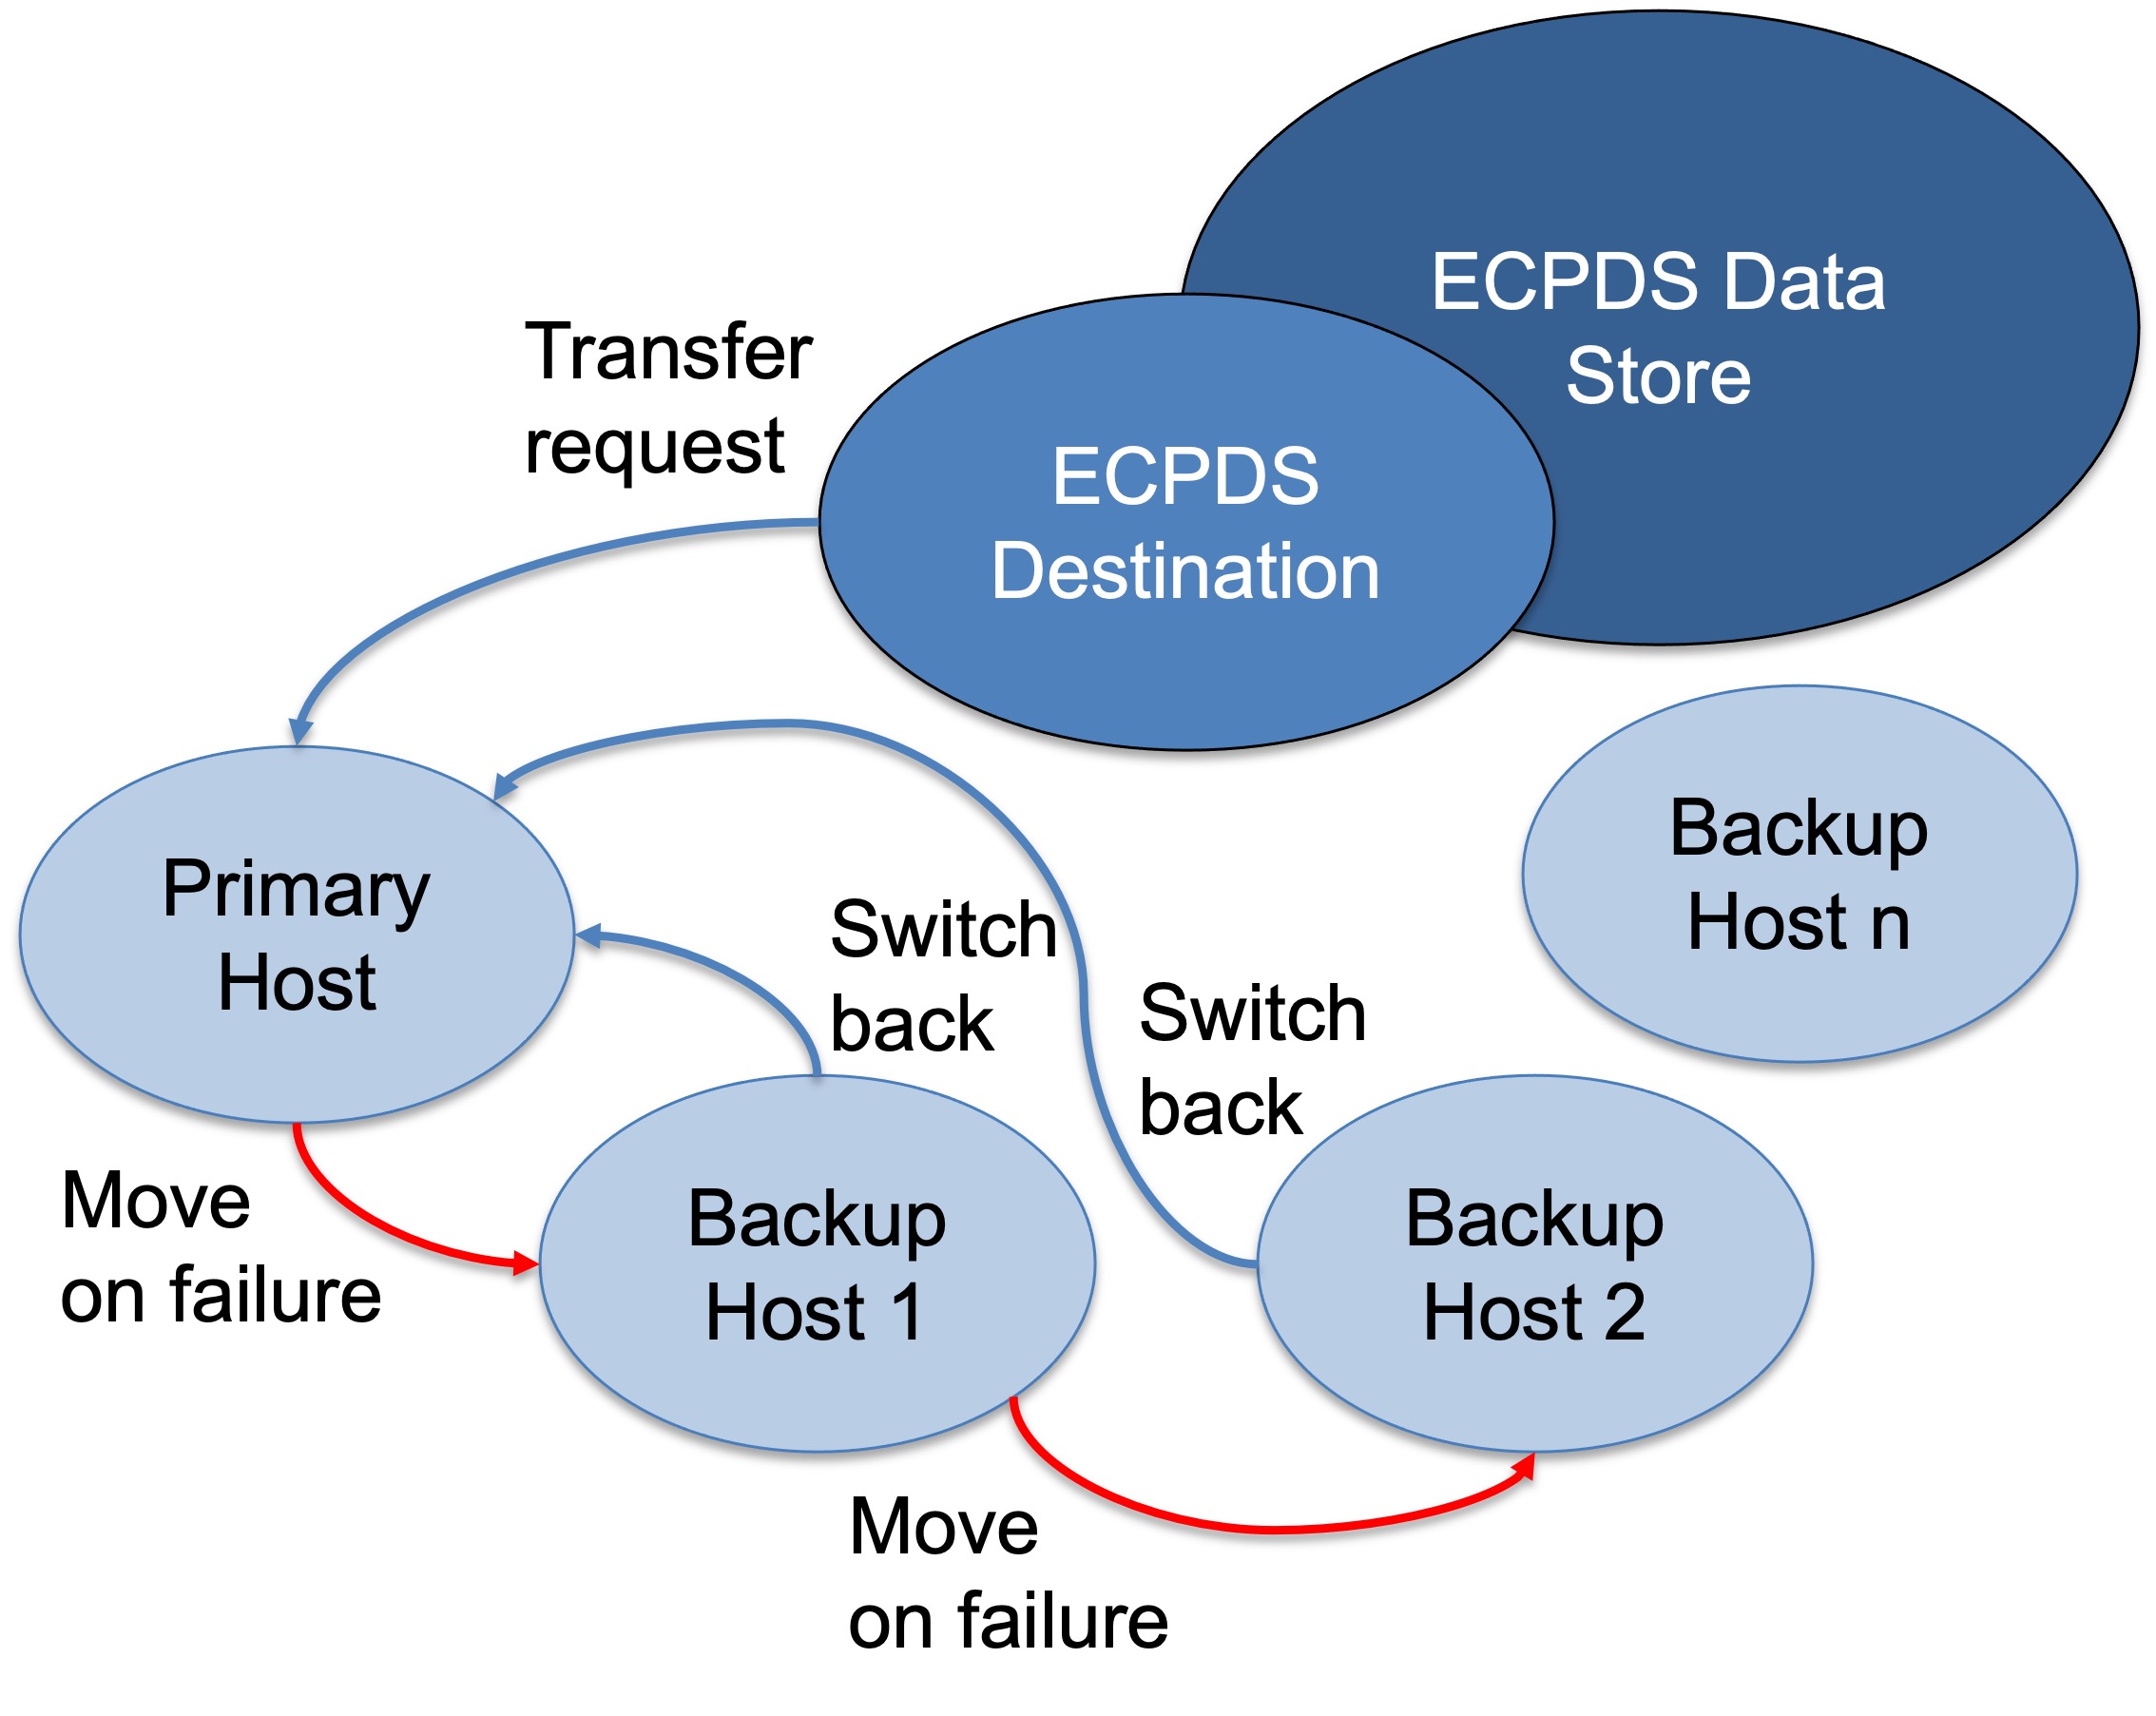 ECPDS Data
Store
Transfer
request
ECPDS
Destination
Backup
Host n
Primary
Host
Switch
back
Switch
back
Move
on failure
Backup
Host 1
Backup
Host 2
Move
on failure